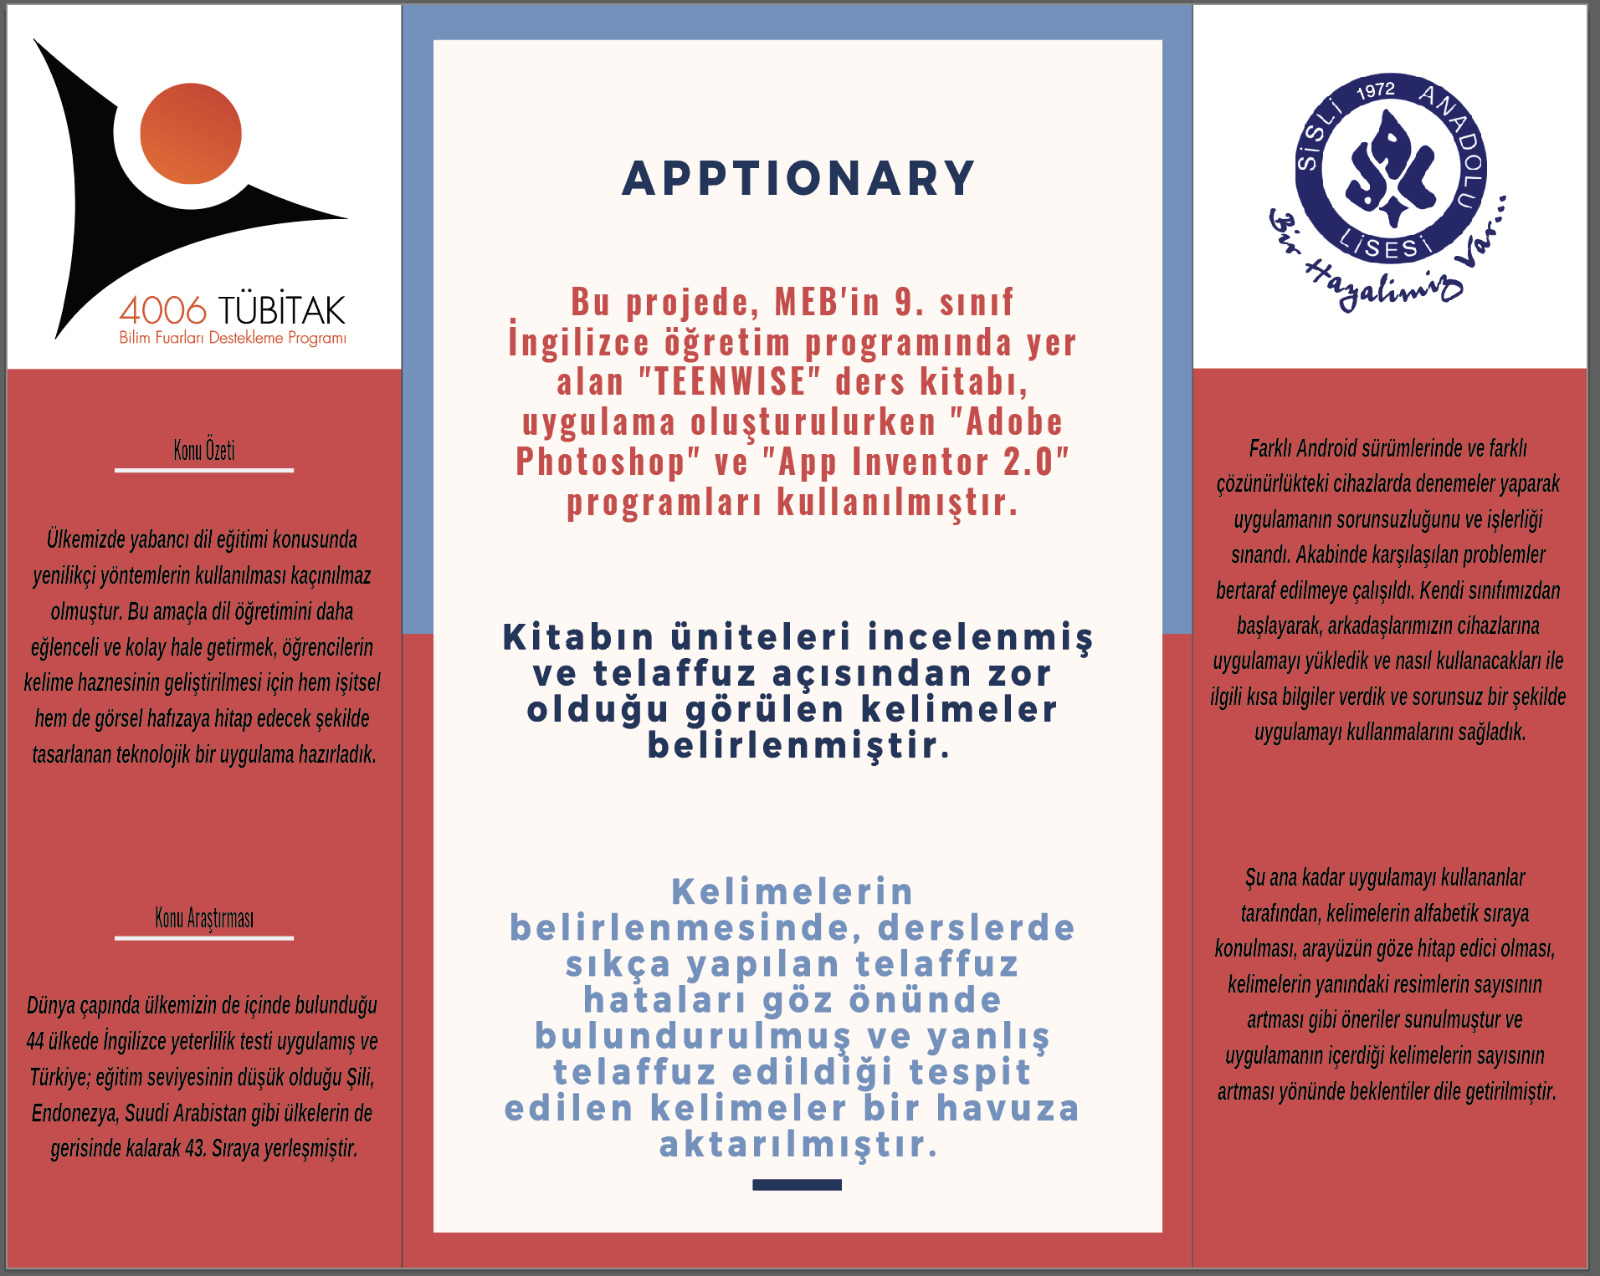 4006 TÜBİTAK
Bilim Fuarları Destekleme Programı
Konu Özeti
Ülkemizde yabancı dil eğitimi konusunda
yenilikçi yöntemlerin kullanılması kaçınılmaz
olmuştur. Bu amaçla dil öğretimini daha
eğlenceli ve kolay hale getirmek, öğrencilerin
kelime haznesinin geliştirilmesi için hem işitsel
hem de görsel hafızaya hitap edecek şekilde
tasarlanan teknolojik bir uygulama hazırladık.
Konu Araştırması
Dünya çapında ülkemizin de içinde bulunduğu
44 ülkede İngilizce yeterlilik testi uygulamış ve
Türkiye; eğitim seviyesinin düşük olduğu Şili,
Endonezya, Suudi Arabistan gibi ülkelerin de
gerisinde kalarak 43. Sıraya yerleşmiştir.
APPTIONARY
Bu projede, MEB'in 9. sınıf
İngilizce öğretim programında yer
alan "TEENWISE" ders kitabı,
uygulama oluşturulurken "Adobe
Photoshop" ve "App Inventor 2.0"
programları kullanılmıştır.
Kitabın üniteleri incelenmiş
ve telaffuz açısından zor
olduğu görülen kelimeler
belirlenmiştir.
Kelimelerin
belirlenmesinde, derslerde
sıkça yapılan telaffuz
hataları göz önünde
bulundurulmuş ve yanlış
telaffuz edildiği tespit
edilen kelimeler bir havuza
aktarılmıştır.
ŞİŞLİ 1972 ANADOLU
LİSESİ
ŞAL
Bir Hayalimiz Var...
Farklı Android sürümlerinde ve farklı
çözünürlükteki cihazlarda denemeler yaparak
uygulamanın sorunsuzluğunu ve işlerliği
sınandı. Akabinde karşılaşılan problemler
bertaraf edilmeye çalışıldı. Kendi sınıfımızdan
başlayarak, arkadaşlarımızın cihazlarına
uygulamayı yükledik ve nasıl kullanacakları ile
ilgili kısa bilgiler verdik ve sorunsuz bir şekilde
uygulamayı kullanmalarını sağladık.
Şu ana kadar uygulamayı kullananlar
tarafından, kelimelerin alfabetik sıraya
konulması, arayüzün göze hitap edici olması,
kelimelerin yanındaki resimlerin sayısının
artması gibi öneriler sunulmuştur ve
uygulamanın içerdiği kelimelerin sayısının
artması yönünde beklentiler dile getirilmiştir.